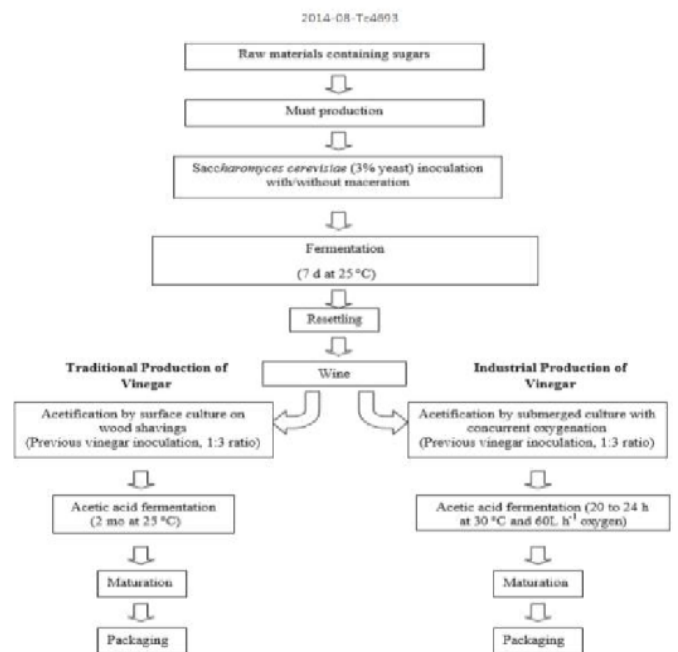 2014-08-Tc4893
Raw materials containing sugars
Must production
Saccharomyces cerevisiae (3% yeast) inoculation
with/without maceration
Fermentation
(7 d at 25 °C)
Resettling
Wine
Traditional Production of
Vinegar
Acetification by surface culture on
wood shavings
(Previous vinegar inoculation, 1:3 ratio)
Acetic acid fermentation
(2 mo at 25 °C)
Maturation
Packaging
Industrial Production of
Vinegar
Acetification by submerged culture with
concurrent oxygenation
(Previous vinegar inoculation, 1:3 ratio)
Acetic acid fermentation (20 to 24 h
at 30 °C and 60L h⁻¹ oxygen)
Maturation
Packaging